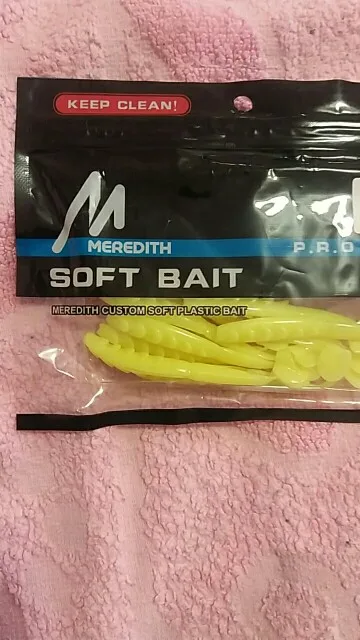 KEEP CLEAN!
M
MEREDITH
P.R.O
SOFT BAIT
MEREDITH CUSTOM SOFT PLASTIC BAIT